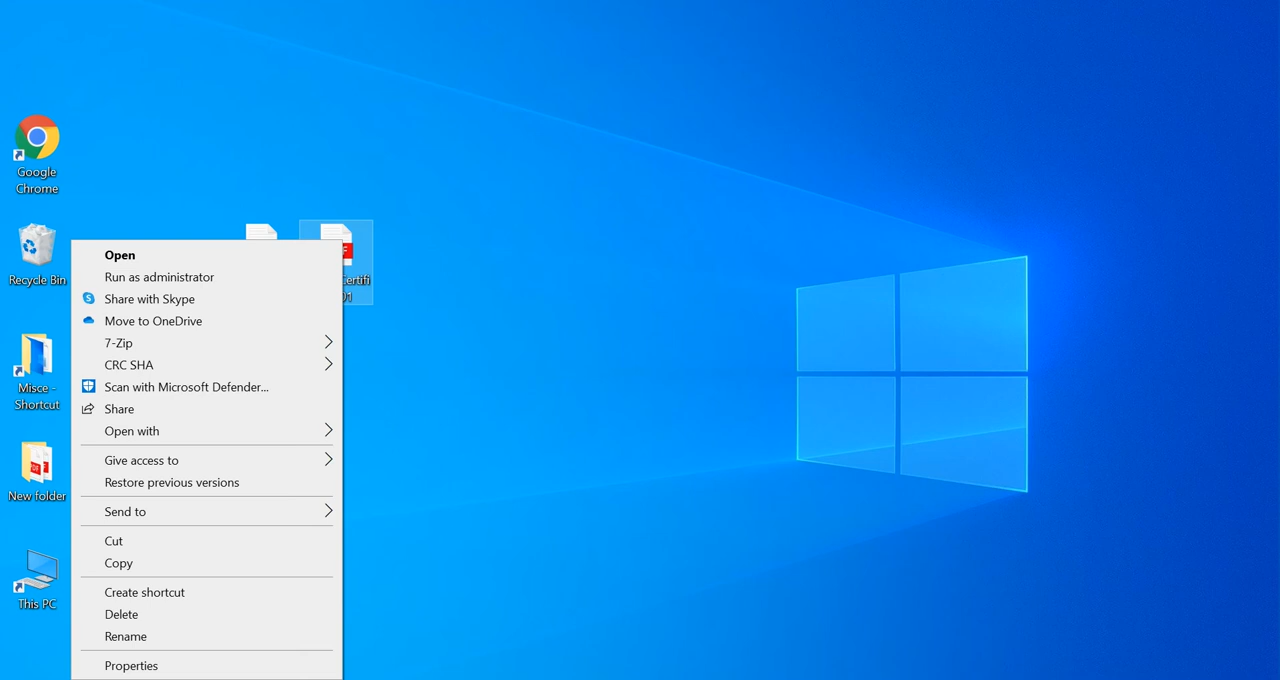 Google
Chrome
Recycle Bin
Misce -
Shortcut
New folder
This PC
Open
Run as administrator
Share with Skype
Move to OneDrive
7-Zip
CRC SHA
Scan with Microsoft Defender...
Share
Open with
Give access to
Restore previous versions
Send to
Cut
Copy
Create shortcut
Delete
Rename
Properties